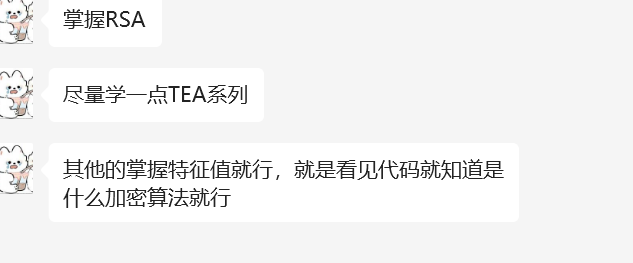 掌握RSA
尽量学一点TEA系列
其他的掌握特征值就行，就是看见代码就知道是
什么加密算法就行